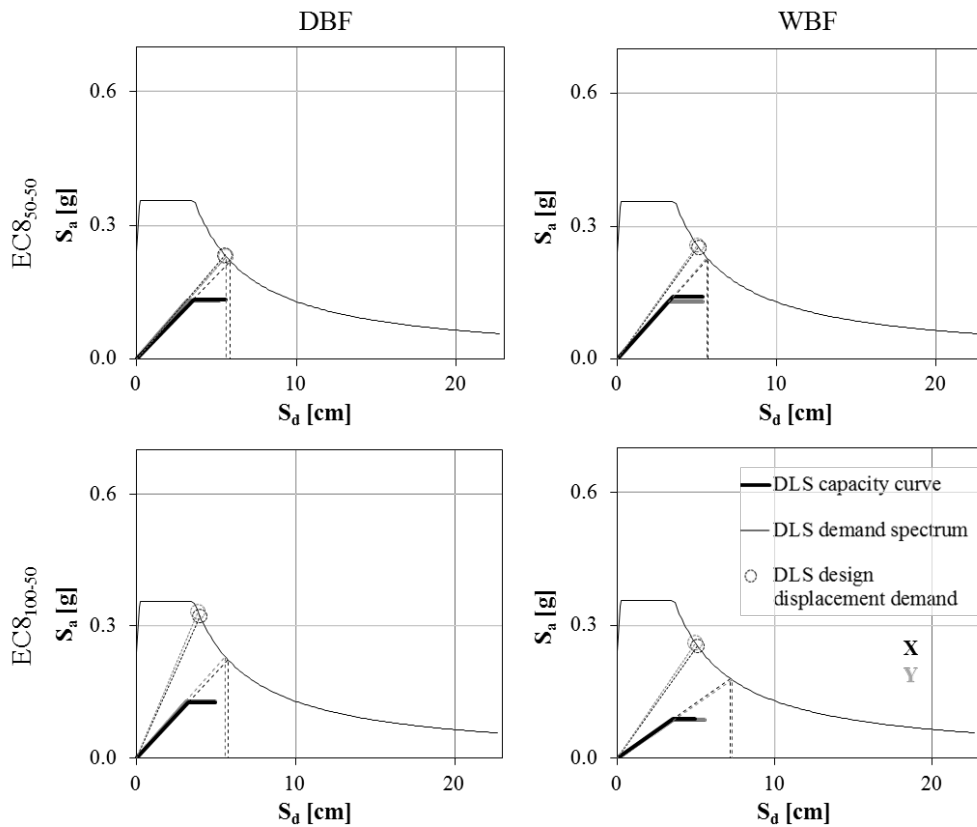 DBF
WBF
EC850-50
Sa [g]
0.6
0.3
0.0
0
10
20
Sd [cm]
Sa [g]
0.6
0.3
0.0
0
10
20
Sd [cm]
EC8100-50
Sa [g]
0.6
0.3
0.0
0
10
20
Sd [cm]
Sa [g]
0.6
0.3
0.0
0
10
20
Sd [cm]
DLS capacity curve
DLS demand spectrum
DLS design
displacement demand
X
Y